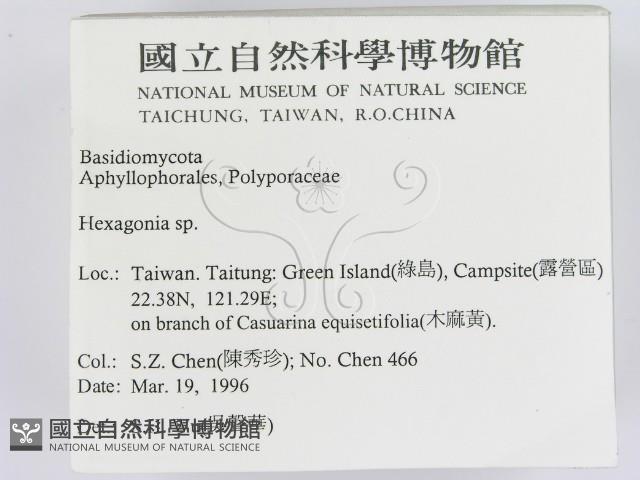 國立自然科學博物館
NATIONAL MUSEUM OF NATURAL SCIENCE
TAICHUNG, TAIWAN, R.O.CHINA
Basidiomycota
Aphyllophorales, Polyporaceae
Hexagonia sp.
Loc.: Taiwan. Taitung: Green Island(綠島), Campsite(露營區)
22.38N, 121.29E;
on branch of Casuarina equisetifolia(木麻黃).
Col.: S.Z. Chen(陳秀珍); No. Chen 466
Date: Mar. 19, 1996
國立自然科學博物館
NATIONAL MUSEUM OF NATURAL SCIENCE